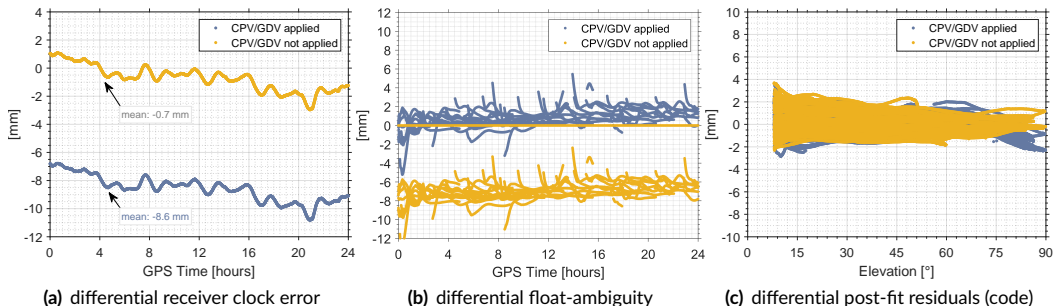 CPV/GDV applied
CPV/GDV not applied
4
2
0
-2
-4
-6
-8
-10
-12
[mm]
mean: -0.7 mm
mean: -8.6 mm
0 4 8 12 16 20 24
GPS Time [hours]
(a) differential receiver clock error
CPV/GDV applied
CPV/GDV not applied
12
10
8
6
4
2
0
-2
-4
-6
-8
-10
-12
[mm]
0 4 8 12 16 20 24
GPS Time [hours]
(b) differential float-ambiguity
CPV/GDV applied
CPV/GDV not applied
10
8
6
4
2
0
-2
-4
-6
-8
-10
[mm]
0 15 30 45 60 75 90
Elevation [°]
(c) differential post-fit residuals (code)